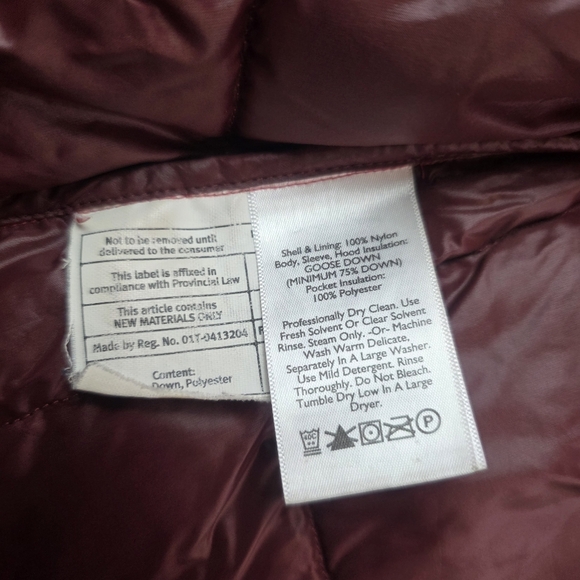 Not to be removed until
delivered to the consumer
This label is affixed in
compliance with Provincial Law
This article contains
NEW MATERIALS ONLY
Made by Reg. No. 01T-0413204
Content:
Down, Polyester
Shell & Lining: 100% Nylon
Body, Sleeve, Hood Insulation:
GOOSE DOWN
(MINIMUM 75% DOWN)
Pocket Insulation:
100% Polyester
Professionally Dry Clean. Use
Fresh Solvent Or Clear Solvent
Rinse. Steam Only. -Or- Machine
Wash Warm Delicate,
Separately In A Large Washer.
Use Mild Detergent. Rinse
Thoroughly. Do Not Bleach.
Tumble Dry Low In A Large
Dryer.
40C
P